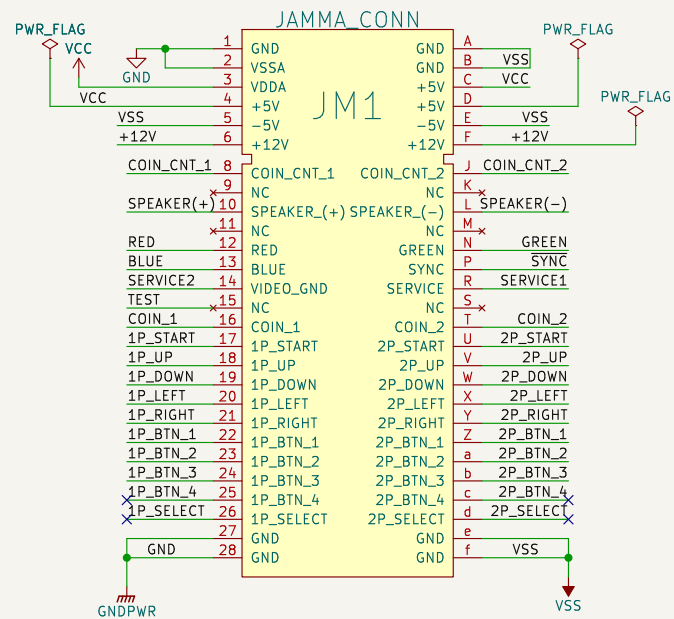 JAMMA_CONN
PWR_FLAG
PWR_FLAG
VCC
1 GND GND A
GND
2 VSSA GND B VSS
3 VDDA +5V C VCC
PWR_FLAG
VCC 4 +5V +5V D
JM1
VSS 5 -5V -5V E VSS
+12V 6 +12V +12V F +12V
COIN_CNT_1 8 COIN_CNT_1 COIN_CNT_2 J COIN_CNT_2
9 NC NC K
SPEAKER(+) 10 SPEAKER_(+) SPEAKER_(-) L SPEAKER(-)
11 NC NC M
RED 12 RED GREEN N GREEN
BLUE 13 BLUE SYNC P SYNC
SERVICE2 14 VIDEO_GND SERVICE R SERVICE1
TEST 15 NC NC S
COIN_1 16 COIN_1 COIN_2 T COIN_2
1P_START 17 1P_START 2P_START U 2P_START
1P_UP 18 1P_UP 2P_UP V 2P_UP
1P_DOWN 19 1P_DOWN 2P_DOWN W 2P_DOWN
1P_LEFT 20 1P_LEFT 2P_LEFT X 2P_LEFT
1P_RIGHT 21 1P_RIGHT 2P_RIGHT Y 2P_RIGHT
1P_BTN_1 22 1P_BTN_1 2P_BTN_1 Z 2P_BTN_1
1P_BTN_2 23 1P_BTN_2 2P_BTN_2 a 2P_BTN_2
1P_BTN_3 24 1P_BTN_3 2P_BTN_3 b 2P_BTN_3
1P_BTN_4 25 1P_BTN_4 2P_BTN_4 c 2P_BTN_4
1P_SELECT 26 1P_SELECT 2P_SELECT d 2P_SELECT
27 GND GND e
GND 28 GND GND f VSS
GNDPWR
VSS